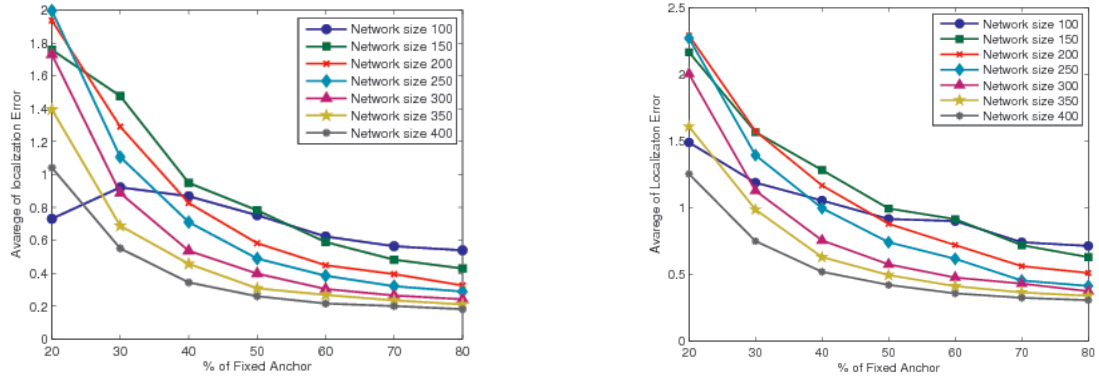 Avarege of localization Error
2
1.8
1.6
1.4
1.2
1
0.8
0.6
0.4
0.2
0
20 30 40 50 60 70 80
% of Fixed Anchor
Network size 100
Network size 150
Network size 200
Network size 250
Network size 300
Network size 350
Network size 400
Avarage of Localization Error
2.5
2
1.5
1
0.5
0
20 30 40 50 60 70 80
% of Fixed Anchor
Network size 100
Network size 150
Network size 200
Network size 250
Network size 300
Network size 350
Network size 400